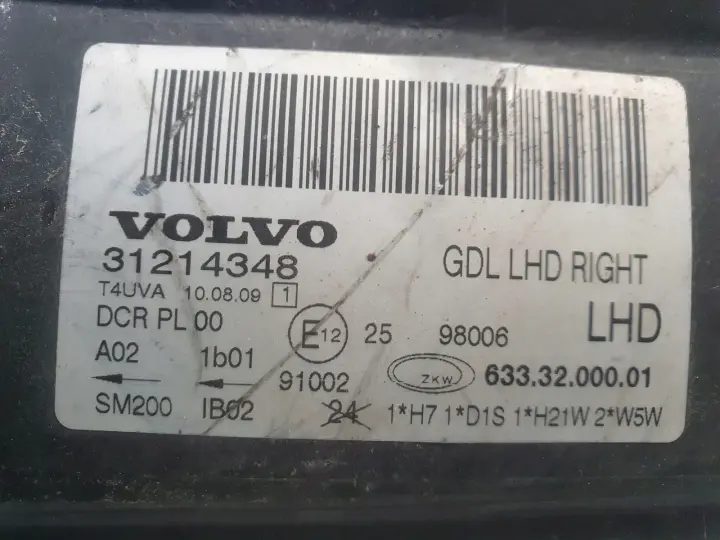 VOLVO
31214348
GDL LHD RIGHT
T4UVA 10.08.09 1
DCR PL 00
E12 25 98006 LHD
A02 1b01 91002 ZKW 633.32.000.01
SM200 IB02 24 1*H7 1*D1S 1*H21W 2*W5W